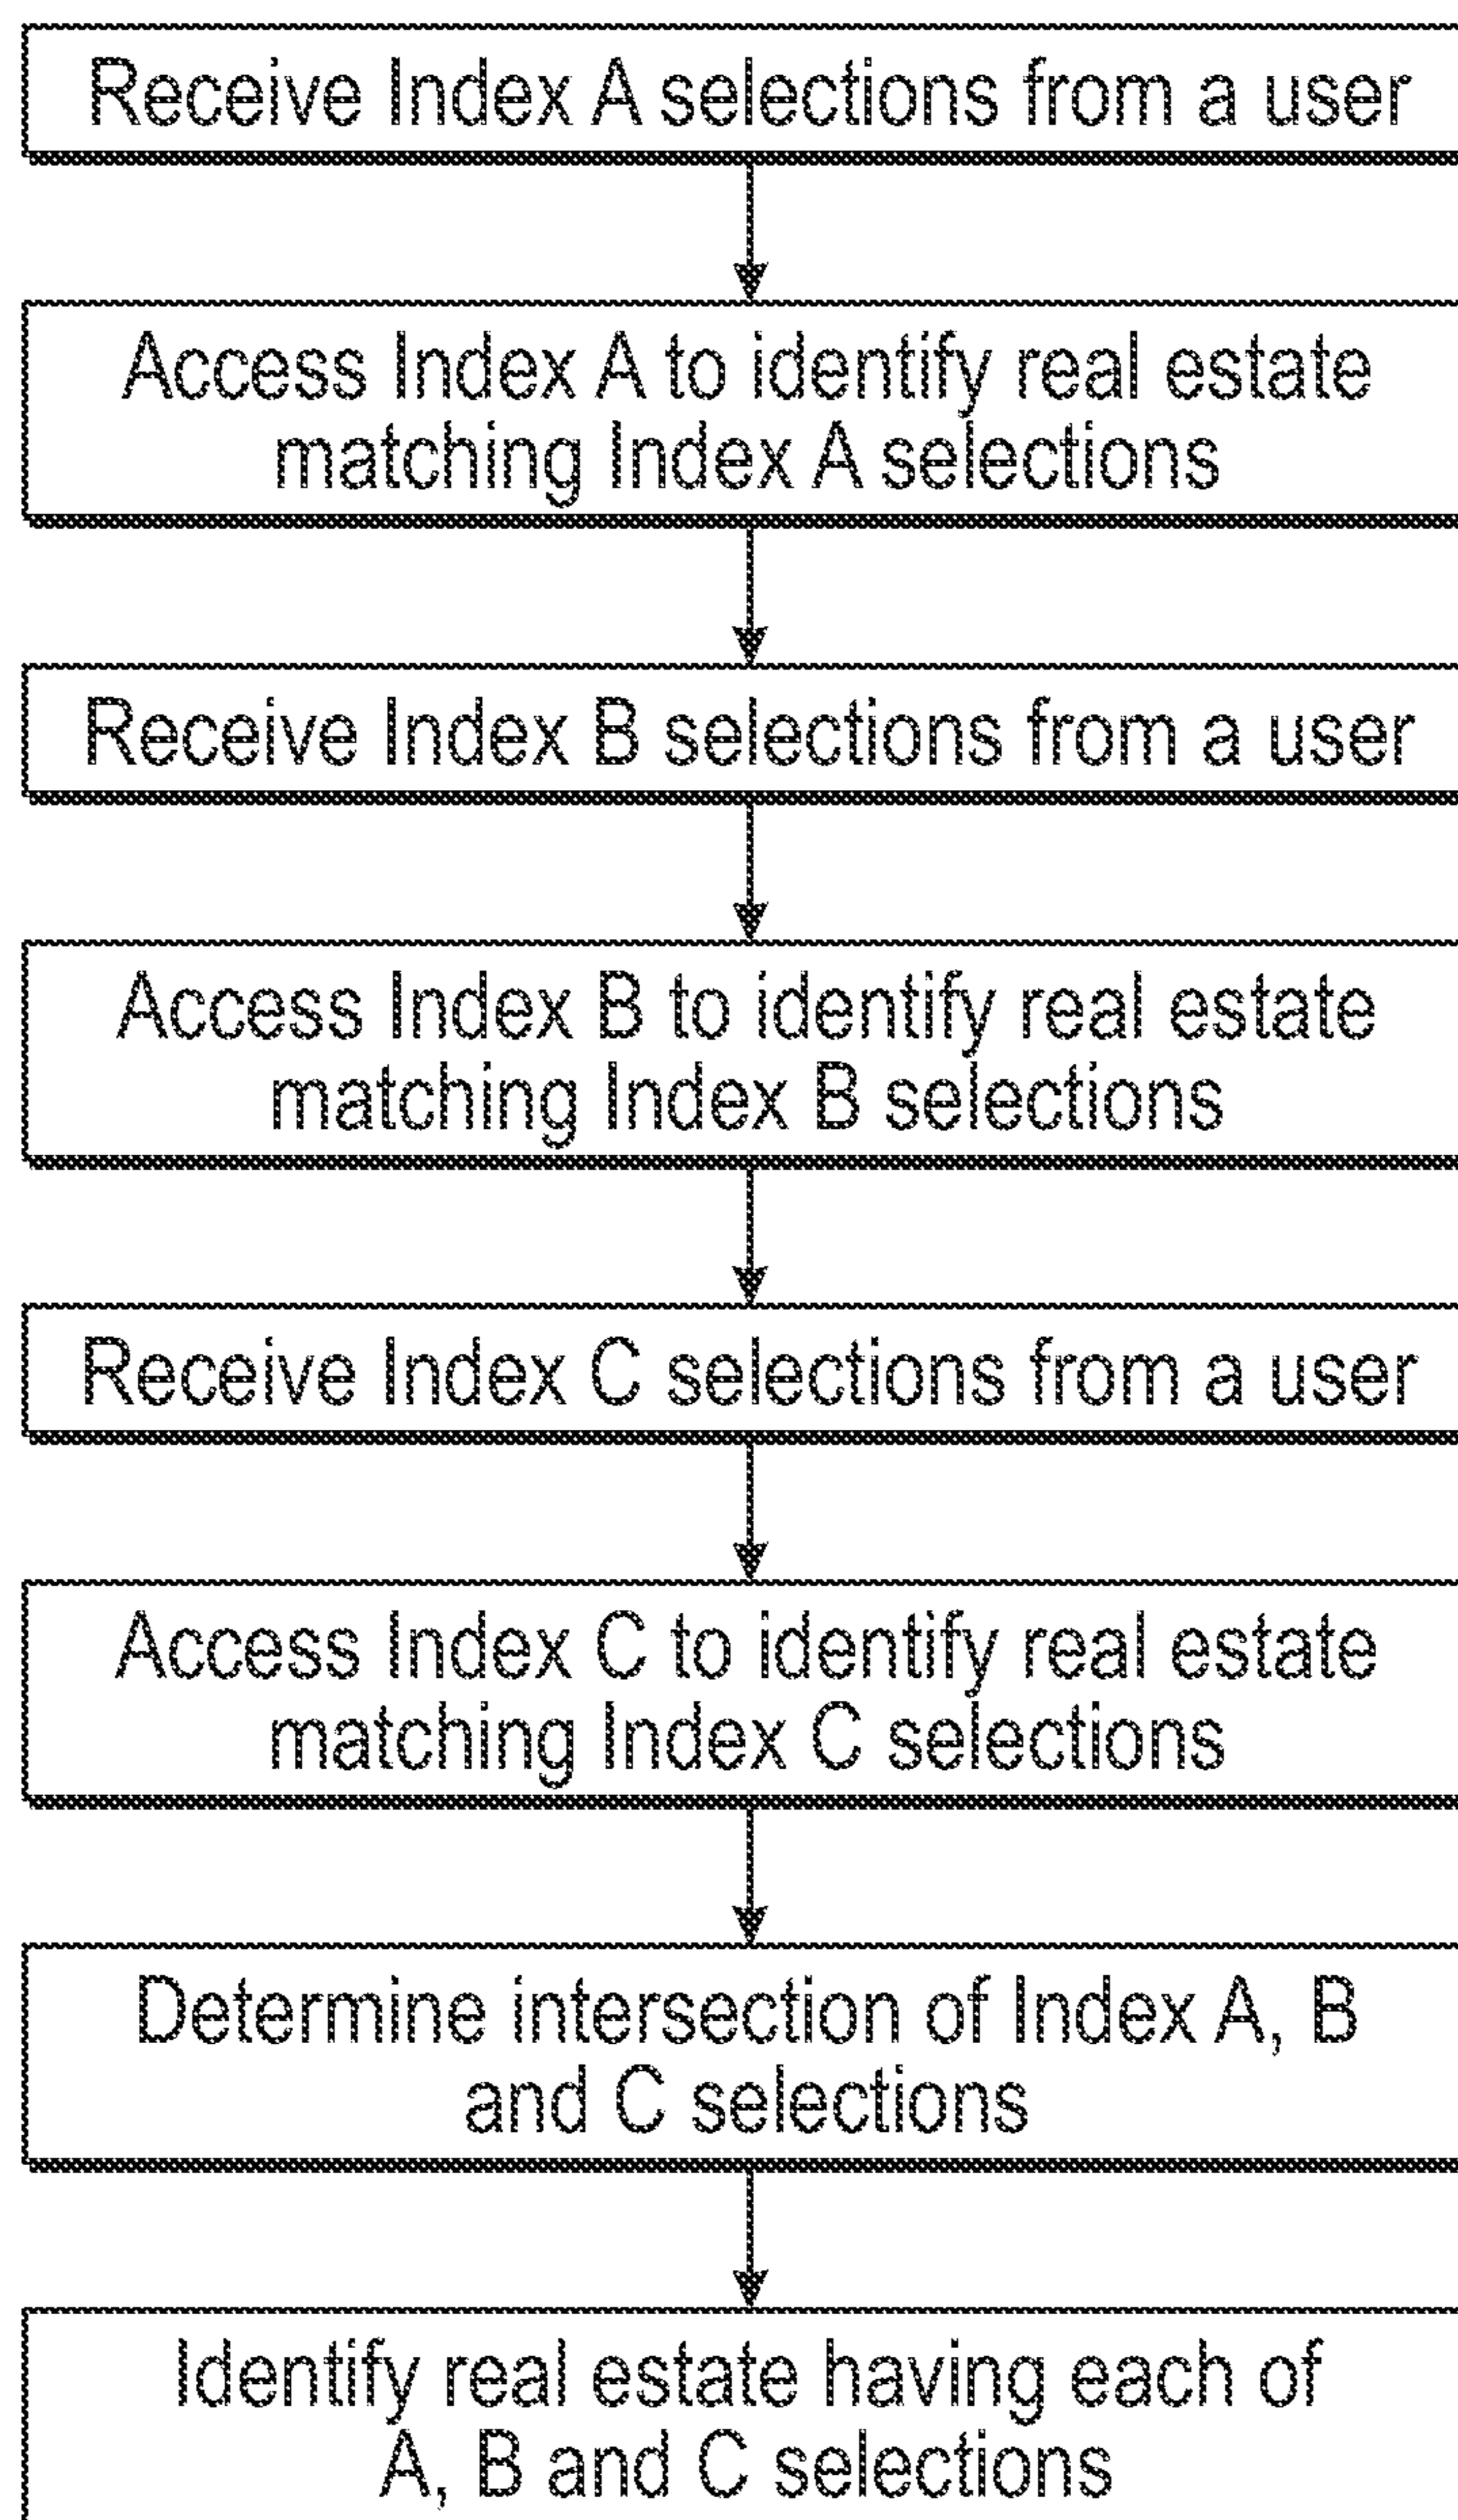 Receive Index A selections from a user
Access Index A to identify real estate
matching Index A selections
Receive Index B selections from a user
Access Index B to identify real estate
matching Index B selections
Receive Index C selections from a user
Access Index C to identify real estate
matching Index C selections
Determine intersection of Index A, B
and C selections
Identify real estate having each of
A, B and C selections